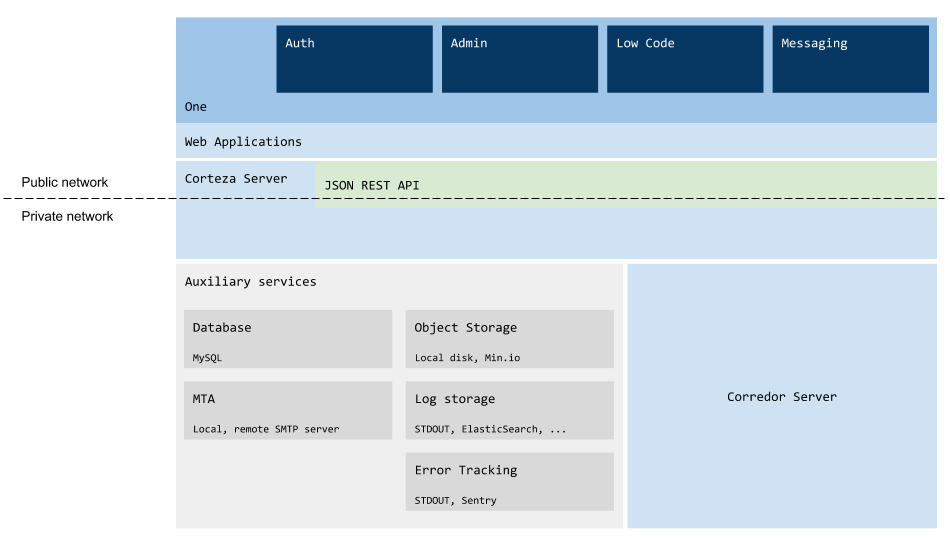 Auth
Admin
Low Code
Messaging
One
Web Applications
Corteza Server
JSON REST API
Public network
Private network
Auxiliary services
Database
MySQL
Object Storage
Local disk, Min.io
MTA
Local, remote SMTP server
Log storage
STDOUT, ElasticSearch, ...
Error Tracking
STDOUT, Sentry
Corredor Server